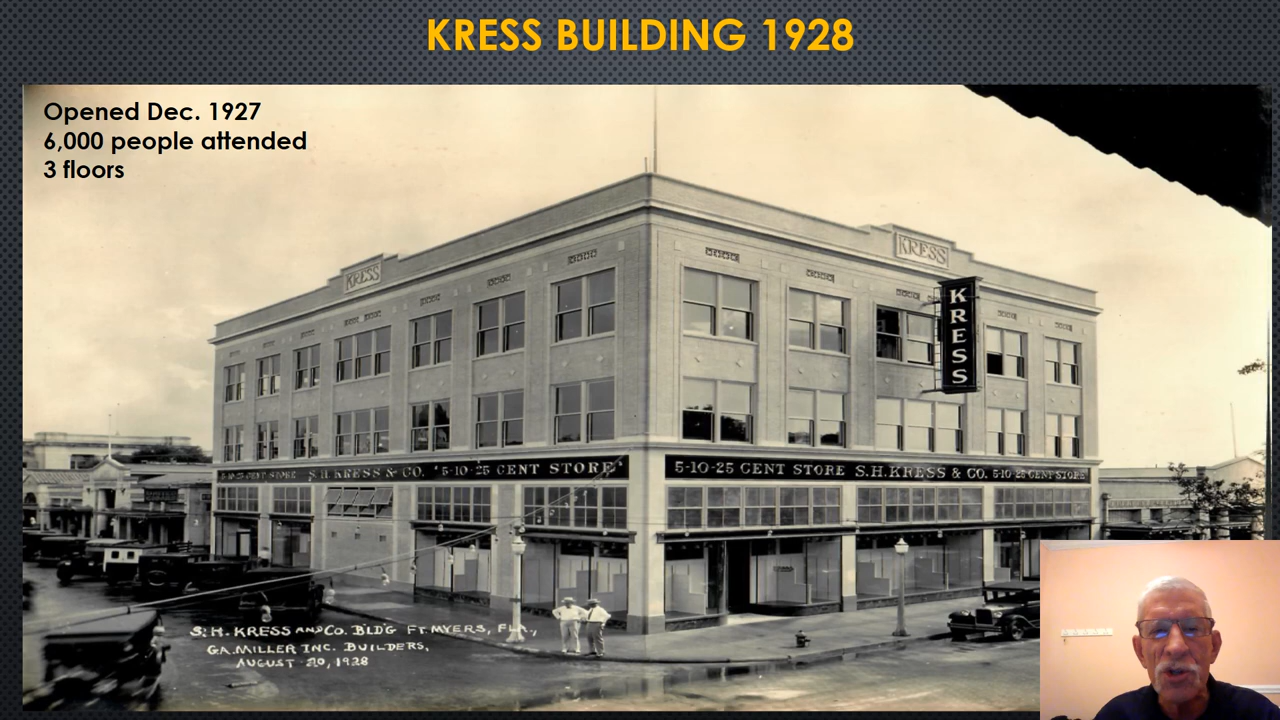 KRESS BUILDING 1928
Opened Dec. 1927
6,000 people attended
3 floors
KRESS
KRESS
KRESS
5-10-25 CENT STORE S.H. KRESS & CO. 5-10-25 CENT STORE
5-10-25 CENT STORE S.H. KRESS & CO. 5-10-25 CENT STORE
S.H. KRESS AND CO. BLD'G FT. MYERS, FLA.,
G.A. MILLER INC. BUILDERS,
AUGUST 20, 1928